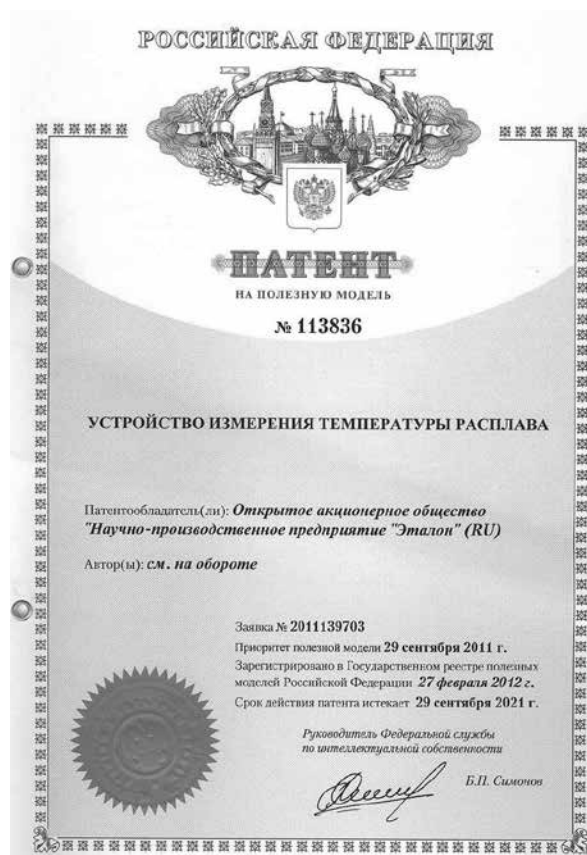 РОССИЙСКАЯ ФЕДЕРАЦИЯ
ПАТЕНТ
НА ПОЛЕЗНУЮ МОДЕЛЬ
№ 113836
УСТРОЙСТВО ИЗМЕРЕНИЯ ТЕМПЕРАТУРЫ РАСПЛАВА
Патентообладатель(ли): Открытое акционерное общество
"Научно-производственное предприятие "Эталон" (RU)
Автор(ы): см. на обороте
Заявка № 2011139703
Приоритет полезной модели 29 сентября 2011 г.
Зарегистрировано в Государственном реестре полезных
моделей Российской Федерации 27 февраля 2012 г.
Срок действия патента истекает 29 сентября 2021 г.
Руководитель Федеральной службы
по интеллектуальной собственности
Б.П. Симонов